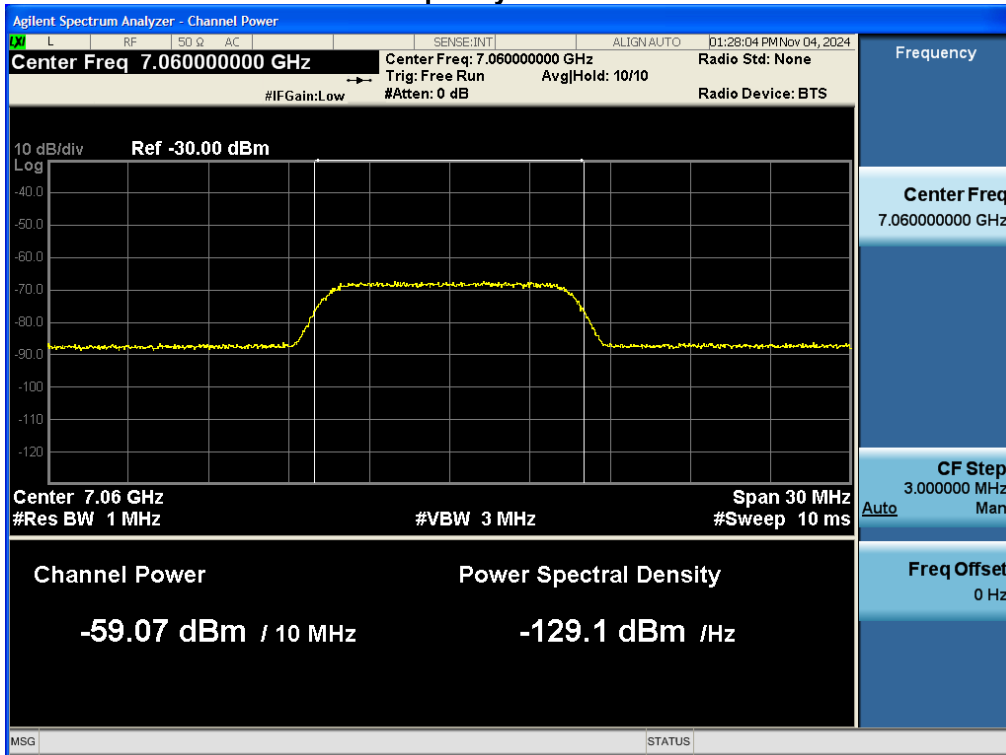 Agilent Spectrum Analyzer - Channel Power
LXI L RF 50 Ω AC SENSE:INT ALIGN AUTO 01:28:04 PM Nov 04, 2024
Center Freq 7.060000000 GHz
Center Freq: 7.060000000 GHz Radio Std: None
Trig: Free Run Avg|Hold: 10/10
#IFGain:Low #Atten: 0 dB Radio Device: BTS
10 dB/div Ref -30.00 dBm
Log
-40.0
-50.0
-60.0
-70.0
-80.0
-90.0
-100
-110
-120
Center 7.06 GHz Span 30 MHz
#Res BW 1 MHz #VBW 3 MHz #Sweep 10 ms
Channel Power Power Spectral Density
-59.07 dBm / 10 MHz -129.1 dBm /Hz
MSG STATUS
Frequency
Center Freq
7.060000000 GHz
CF Step
3.000000 MHz
Auto Man
Freq Offset
0 Hz